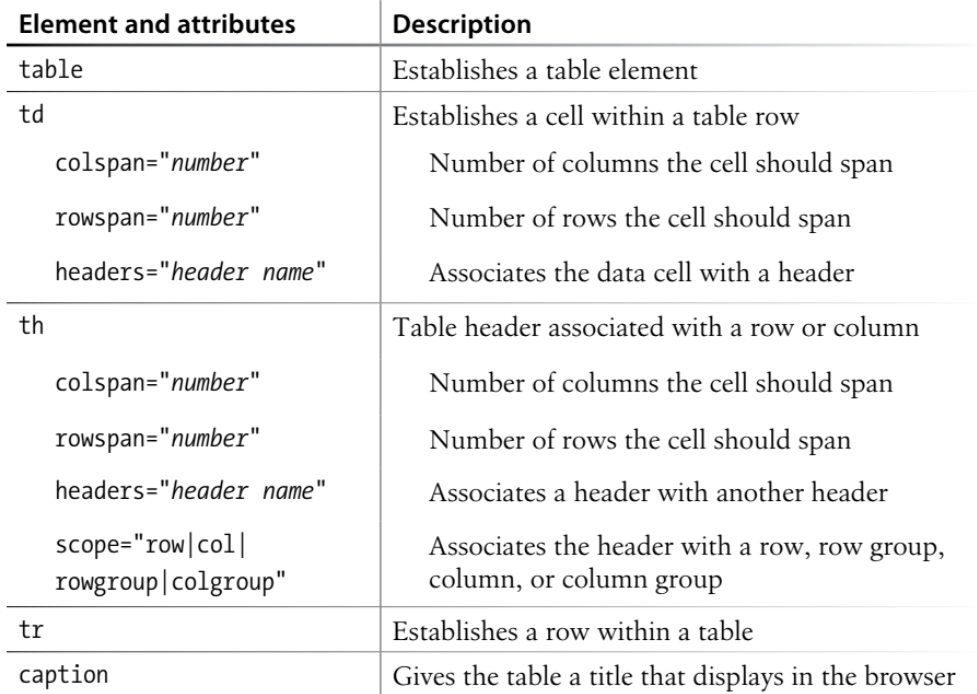 Element and attributes Description
table Establishes a table element
td Establishes a cell within a table row
colspan="number" Number of columns the cell should span
rowspan="number" Number of rows the cell should span
headers="header name" Associates the data cell with a header
th Table header associated with a row or column
colspan="number" Number of columns the cell should span
rowspan="number" Number of rows the cell should span
headers="header name" Associates a header with another header
scope="row|col| Associates the header with a row, row group,
rowgroup|colgroup" column, or column group
tr Establishes a row within a table
caption Gives the table a title that displays in the browser